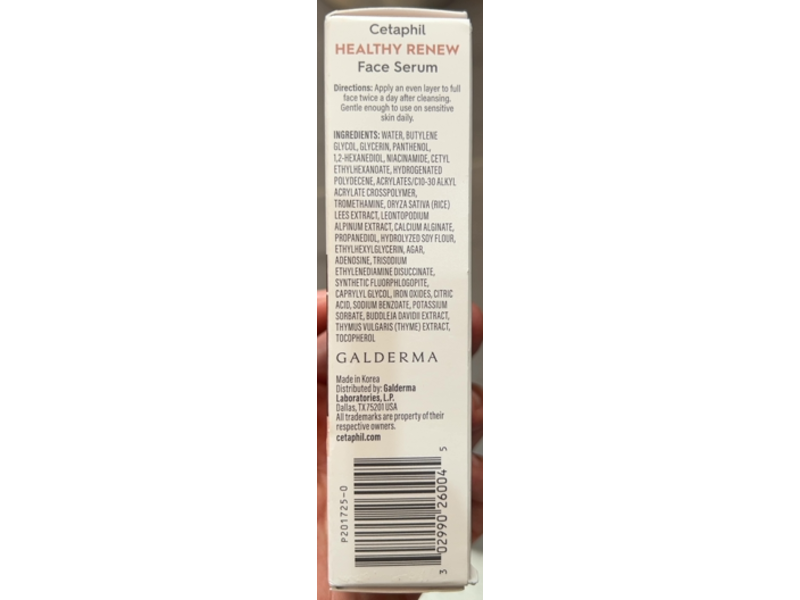 Cetaphil
HEALTHY RENEW
Face Serum
Directions: Apply an even layer to full
face twice a day after cleansing.
Gentle enough to use on sensitive
skin daily.
INGREDIENTS: WATER, BUTYLENE
GLYCOL, GLYCERIN, PANTHENOL,
1,2-HEXANEDIOL, NIACINAMIDE, CETYL
ETHYLHEXANOATE, HYDROGENATED
POLYDECENE, ACRYLATES/C10-30 ALKYL
ACRYLATE CROSSPOLYMER,
TROMETHAMINE, ORYZA SATIVA (RICE)
LEES EXTRACT, LEONTOPODIUM
ALPINUM EXTRACT, CALCIUM ALGINATE,
PROPANEDIOL, HYDROLYZED SOY FLOUR,
ETHYLHEXYLGLYCERIN, AGAR,
ADENOSINE, TRISODIUM
ETHYLENEDIAMINE DISUCCINATE,
SYNTHETIC FLUORPHLOGOPITE,
CAPRYLYL GLYCOL, IRON OXIDES, CITRIC
ACID, SODIUM BENZOATE, POTASSIUM
SORBATE, BUDDLEJA DAVIDII EXTRACT,
THYMUS VULGARIS (THYME) EXTRACT,
TOCOPHEROL
GALDERMA
Made in Korea
Distributed by: Galderma
Laboratories, L.P.
Dallas, TX 75201 USA
All trademarks are property of their
respective owners.
cetaphil.com
P201725-0
3 02990 26004 5